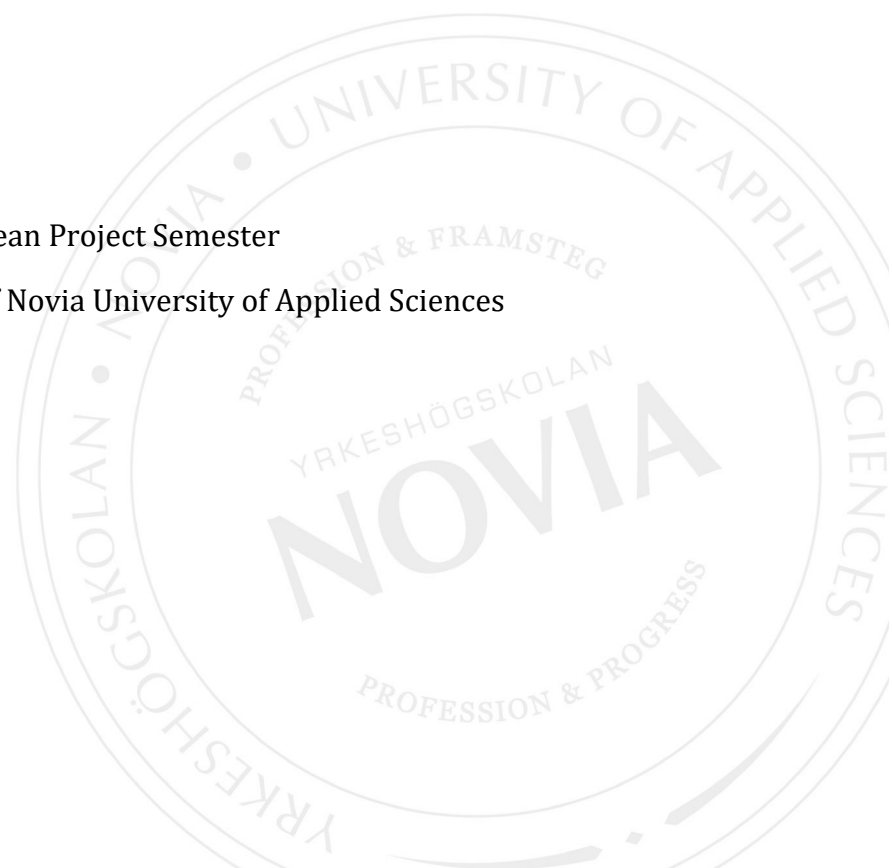 ean Project Semester
f Novia University of Applied Sciences
YRKESHÖGSKOLAN • NOVIA • UNIVERSITY OF APPLIED SCIENCES
PROFESSION & FRAMSTEG
YRKESHÖGSKOLAN
NOVIA
PROFESSION & PROGRESS